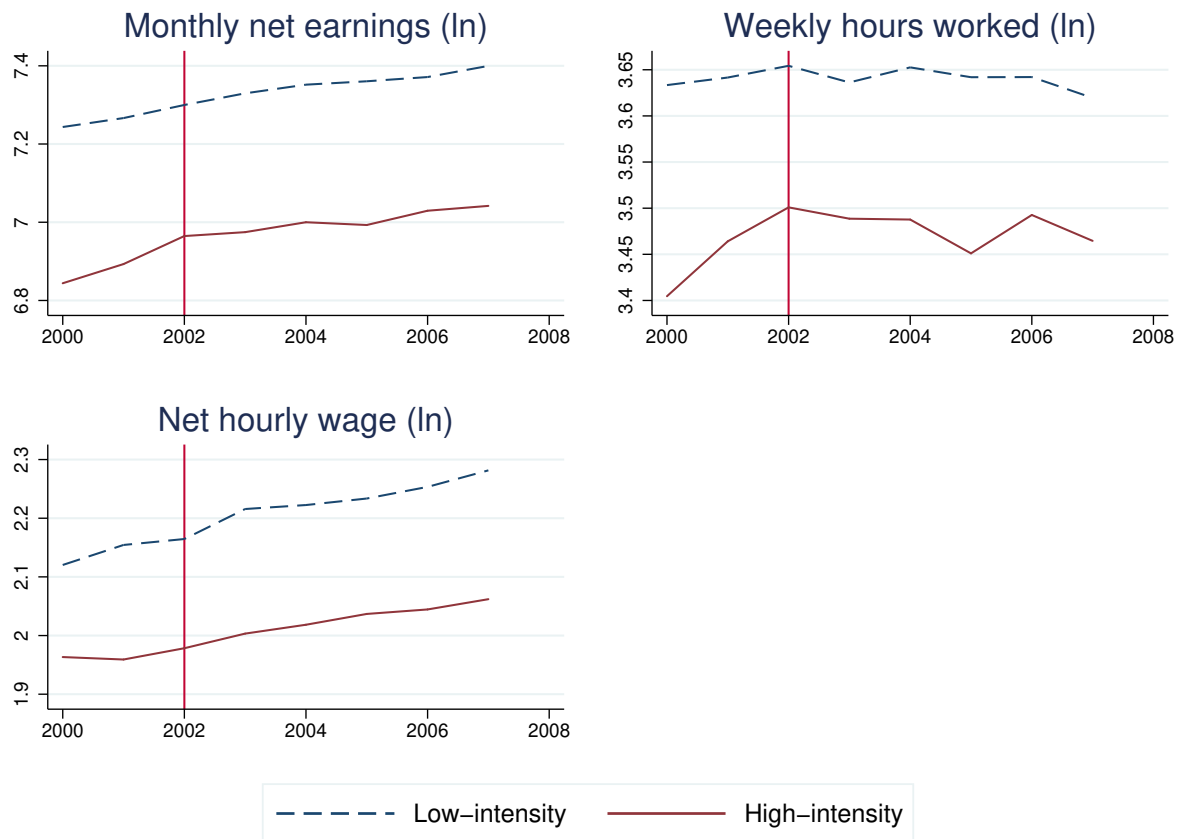 Monthly net earnings (ln)
7.4
7.2
7
6.8
2000 2002 2004 2006 2008
Weekly hours worked (ln)
3.65
3.6
3.55
3.5
3.45
3.4
2000 2002 2004 2006 2008
Net hourly wage (ln)
2.3
2.2
2.1
2
1.9
2000 2002 2004 2006 2008
Low−intensity High−intensity